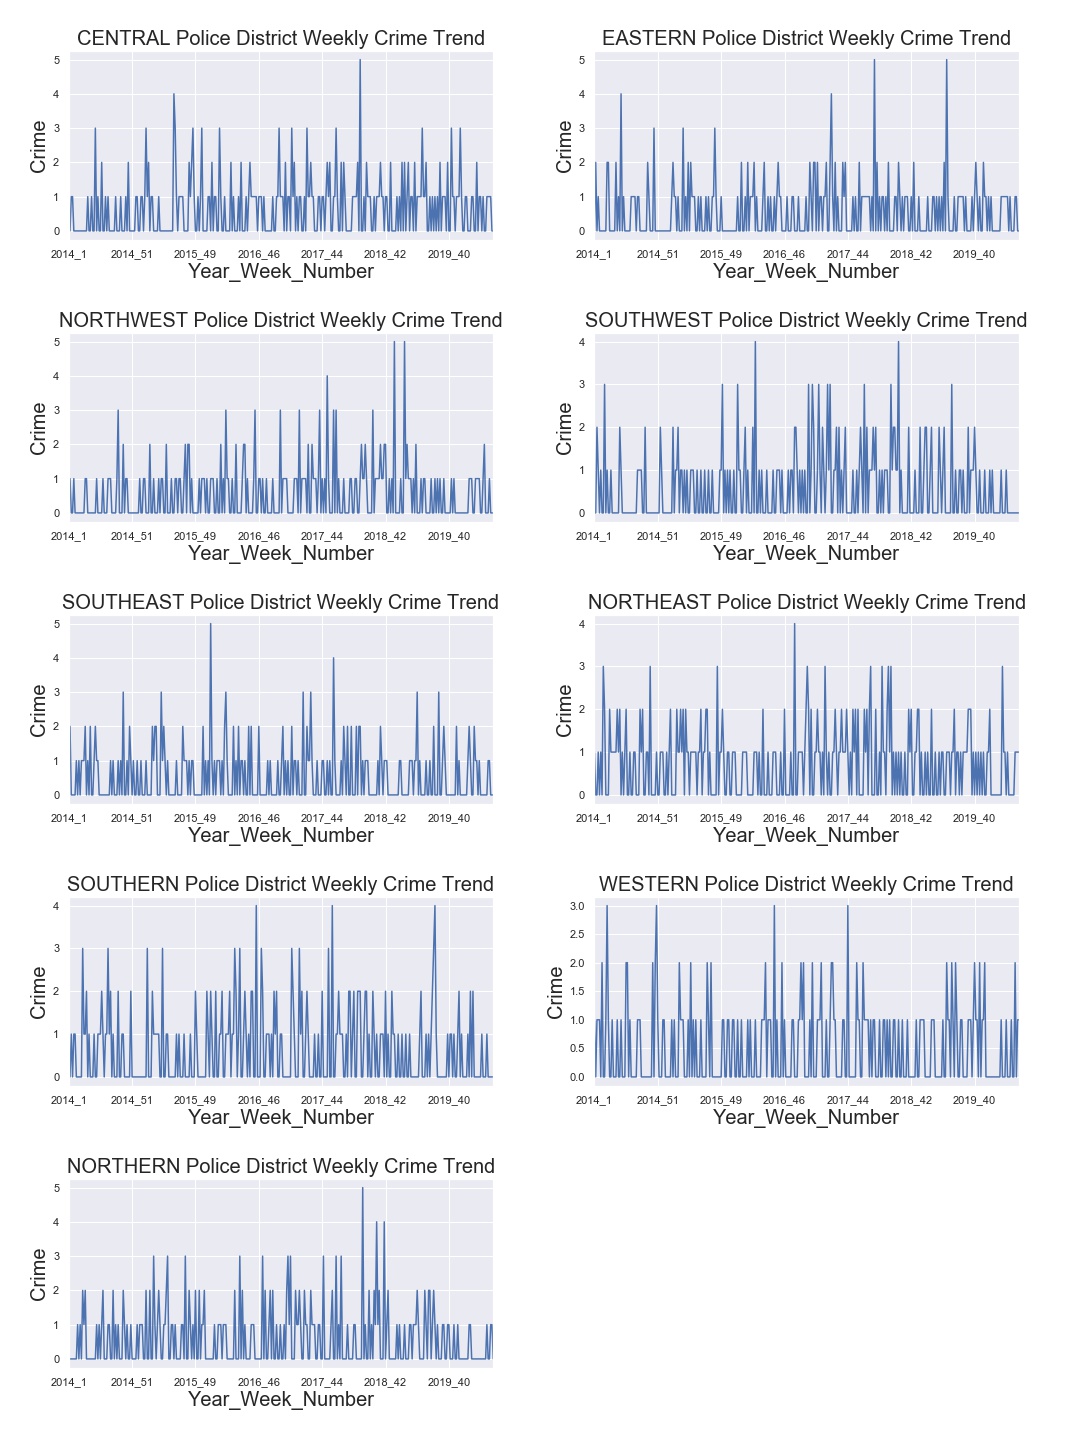 CENTRAL Police District Weekly Crime Trend
Crime
5
4
3
2
1
0
2014_1 2014_51 2015_49 2016_46 2017_44 2018_42 2019_40
Year_Week_Number
EASTERN Police District Weekly Crime Trend
Crime
5
4
3
2
1
0
2014_1 2014_51 2015_49 2016_46 2017_44 2018_42 2019_40
Year_Week_Number
NORTHWEST Police District Weekly Crime Trend
Crime
5
4
3
2
1
0
2014_1 2014_51 2015_49 2016_46 2017_44 2018_42 2019_40
Year_Week_Number
SOUTHWEST Police District Weekly Crime Trend
Crime
4
3
2
1
0
2014_1 2014_51 2015_49 2016_46 2017_44 2018_42 2019_40
Year_Week_Number
SOUTHEAST Police District Weekly Crime Trend
Crime
5
4
3
2
1
0
2014_1 2014_51 2015_49 2016_46 2017_44 2018_42 2019_40
Year_Week_Number
NORTHEAST Police District Weekly Crime Trend
Crime
4
3
2
1
0
2014_1 2014_51 2015_49 2016_46 2017_44 2018_42 2019_40
Year_Week_Number
SOUTHERN Police District Weekly Crime Trend
Crime
4
3
2
1
0
2014_1 2014_51 2015_49 2016_46 2017_44 2018_42 2019_40
Year_Week_Number
WESTERN Police District Weekly Crime Trend
Crime
3.0
2.5
2.0
1.5
1.0
0.5
0.0
2014_1 2014_51 2015_49 2016_46 2017_44 2018_42 2019_40
Year_Week_Number
NORTHERN Police District Weekly Crime Trend
Crime
5
4
3
2
1
0
2014_1 2014_51 2015_49 2016_46 2017_44 2018_42 2019_40
Year_Week_Number